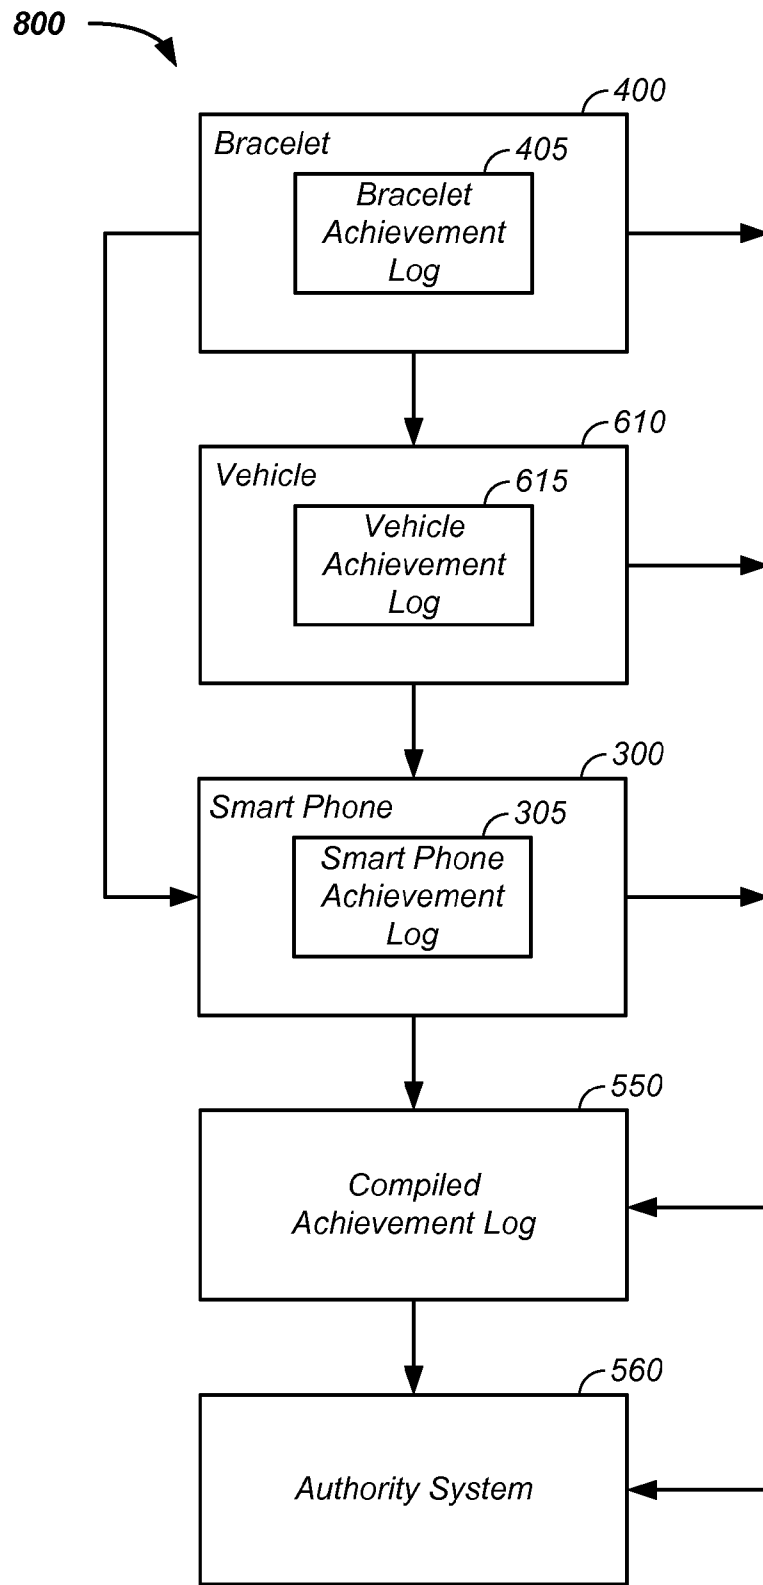 800
400
Bracelet
405
Bracelet
Achievement
Log
610
Vehicle
615
Vehicle
Achievement
Log
300
Smart Phone
305
Smart Phone
Achievement
Log
550
Compiled
Achievement Log
560
Authority System